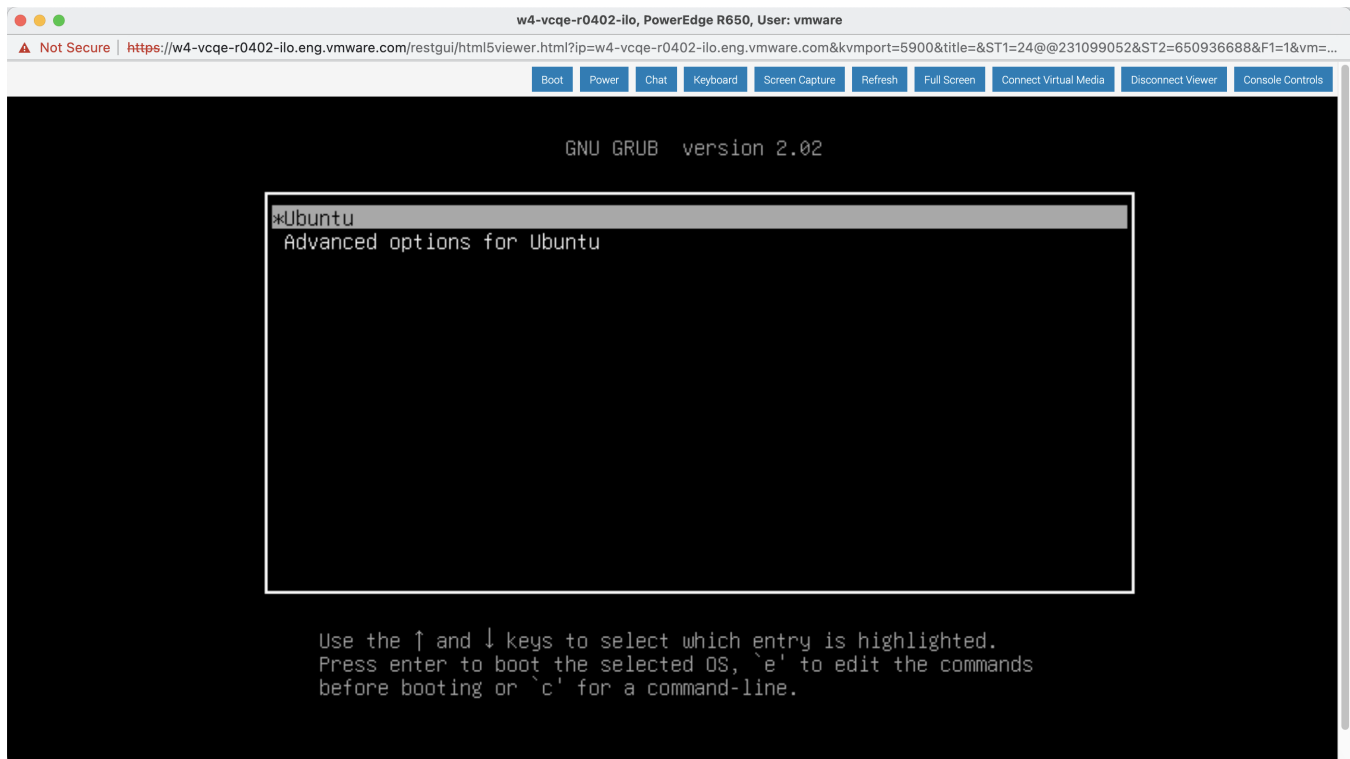 w4-vcqe-r0402-ilo, PowerEdge R650, User: vmware
Not Secure | https://w4-vcqe-r0402-ilo.eng.vmware.com/restgui/html5viewer.html?ip=w4-vcqe-r0402-ilo.eng.vmware.com&kvmport=5900&title=&ST1=24@@231099052&ST2=650936688&F1=1&vm=...
Boot Power Chat Keyboard Screen Capture Refresh Full Screen Connect Virtual Media Disconnect Viewer Console Controls
GNU GRUB version 2.02
*Ubuntu
Advanced options for Ubuntu
Use the ↑ and ↓ keys to select which entry is highlighted.
Press enter to boot the selected OS, `e' to edit the commands
before booting or `c' for a command-line.